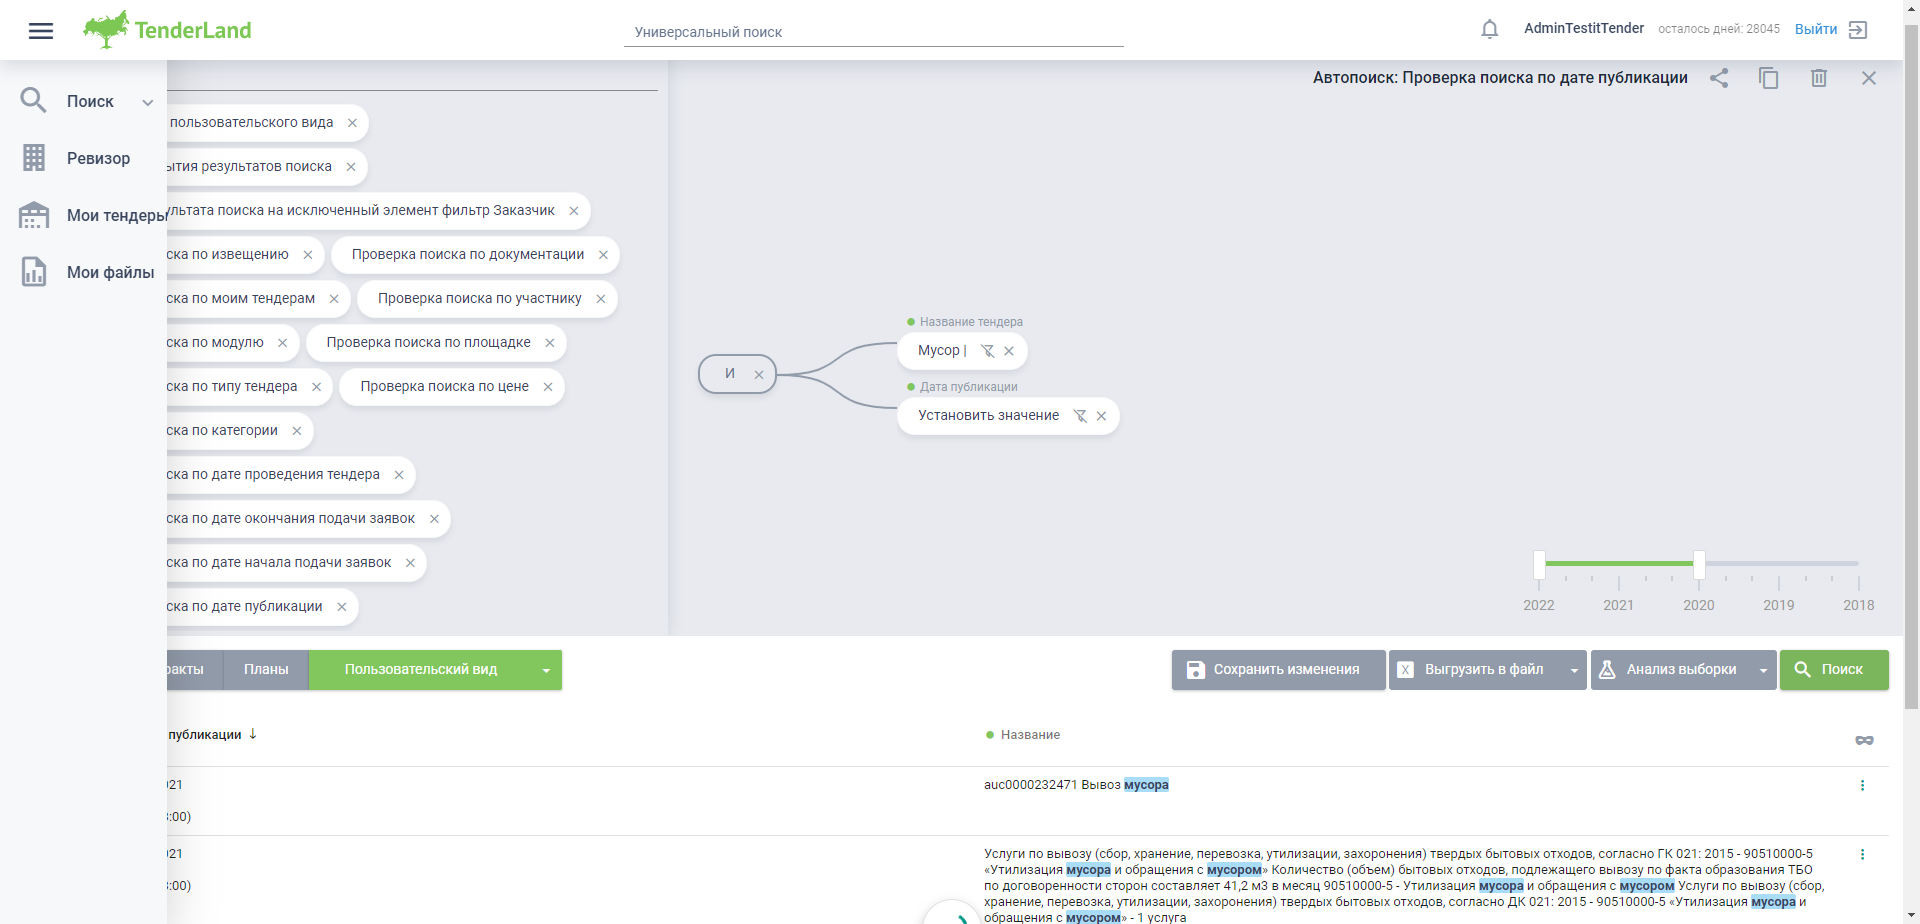 TenderLand
Универсальный поиск
AdminTestitTender
осталось дней: 28045
Выйти
Поиск
Ревизор
Мои тендеры
Мои файлы
пользовательского вида
ытия результатов поиска
ультата поиска на исключенный элемент фильтр Заказчик
ска по извещению
Проверка поиска по документации
ска по моим тендерам
Проверка поиска по участнику
ска по модулю
Проверка поиска по площадке
ска по типу тендера
Проверка поиска по цене
ска по категории
ска по дате проведения тендера
ска по дате окончания подачи заявок
ска по дате начала подачи заявок
ска по дате публикации
Автопоиск: Проверка поиска по дате публикации
И
Название тендера
Мусор |
Дата публикации
Установить значение
2022 2021 2020 2019 2018
ракты
Планы
Пользовательский вид
Сохранить изменения
X Выгрузить в файл
Анализ выборки
Поиск
публикации
Название
021
:00)
auc0000232471 Вывоз мусора
021
:00)
Услуги по вывозу (сбор, хранение, перевозка, утилизации, захоронения) твердых бытовых отходов, согласно ГК 021: 2015 - 90510000-5
«Утилизация мусора и обращения с мусором» Количество (объем) бытовых отходов, подлежащего вывозу по факта образования ТБО
по договоренности сторон составляет 41,2 м3 в месяц 90510000-5 - Утилизация мусора и обращения с мусором Услуги по вывозу (сбор,
хранение, перевозка, утилизации, захоронения) твердых бытовых отходов, согласно ДК 021: 2015 - 90510000-5 «Утилизация мусора и
обращения с мусором» - 1 услуга